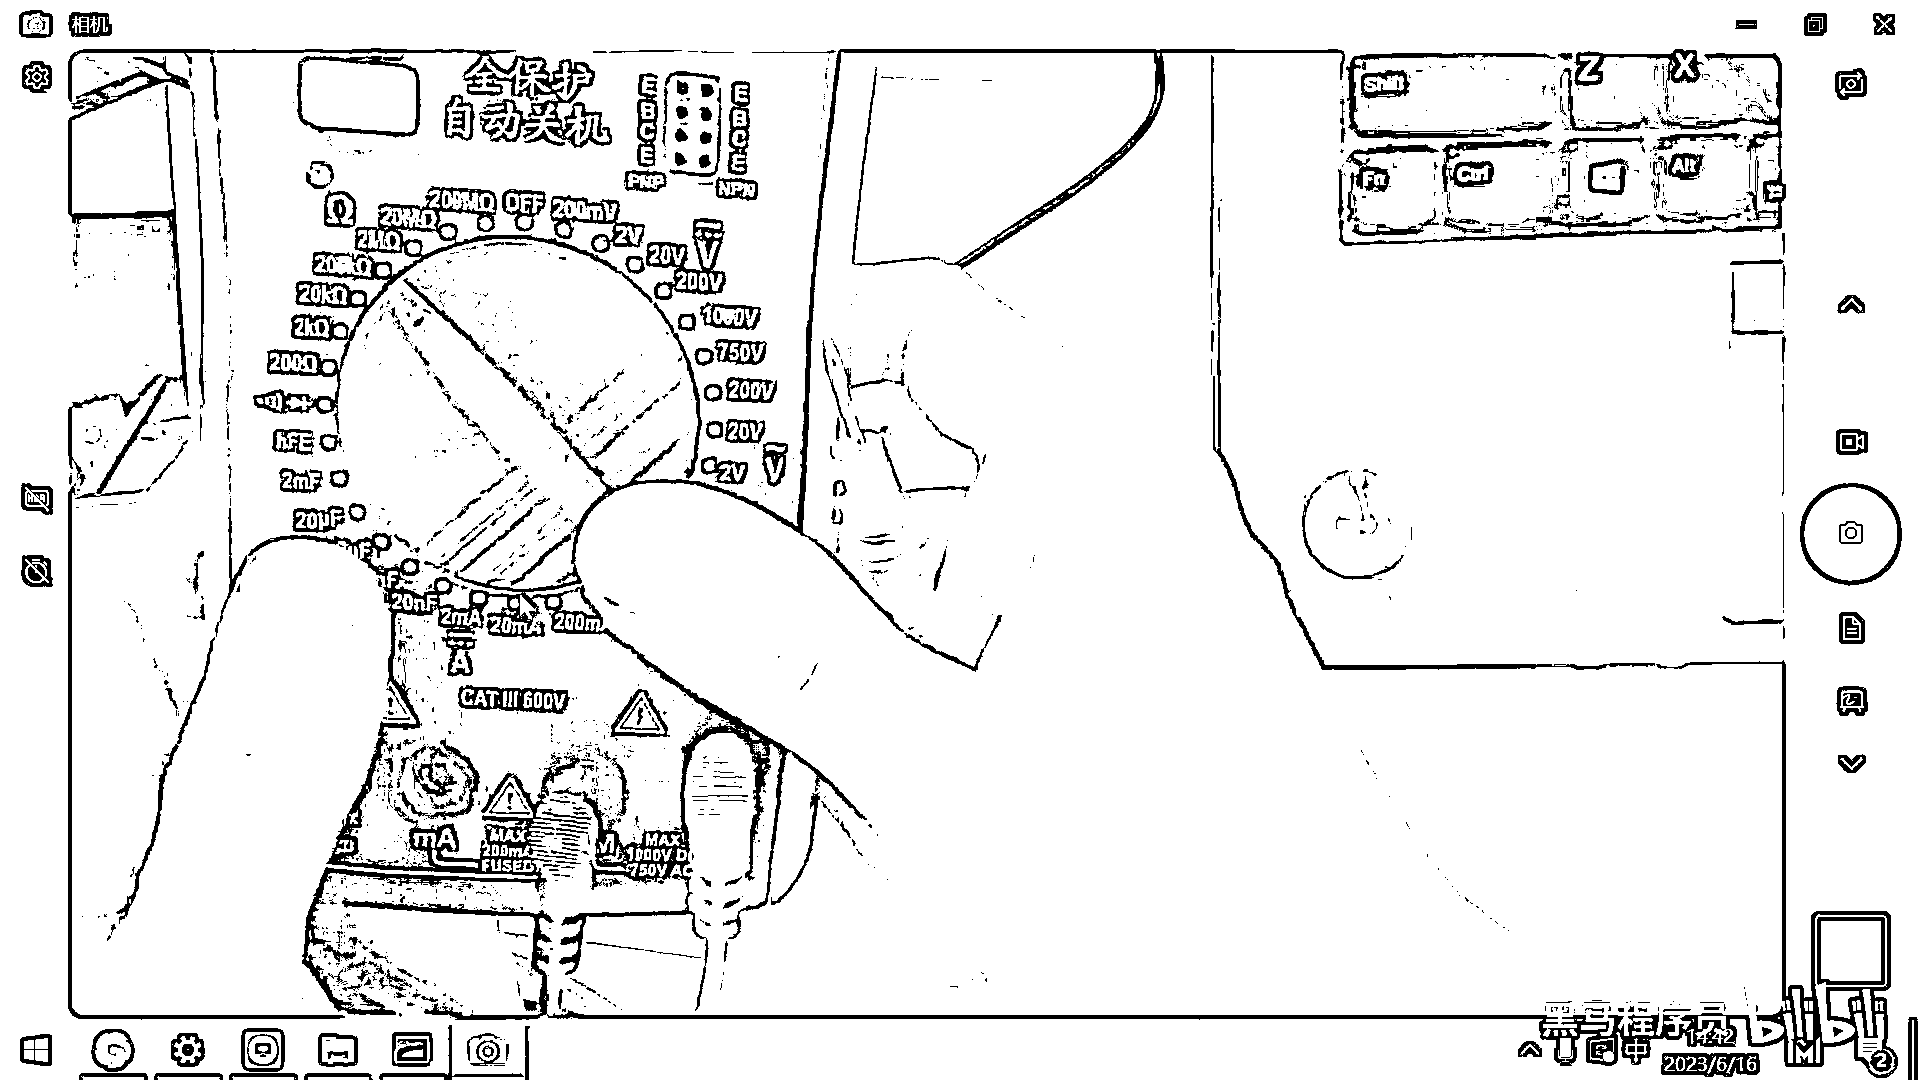 相机
全保护
自动关机
E
B
C
E
E
B
C
E
PNP
NPN
Ω
200MΩ
OFF
200mV
20MΩ
2V
2MΩ
20V
V
200kΩ
200V
20kΩ
1000V
2kΩ
750V
200Ω
200V
hFE
20V
2mF
2V
V
20μF
20nF
2mA
20mA
200m
A
CAT III 600V
mA
MAX
200mA
FUSED
MAX
1000V DC
750V AC
Shift
Z
X
Fn
Ctrl
Alt
黑马程序员
bilibili
中
14:42
2023/6/16
2